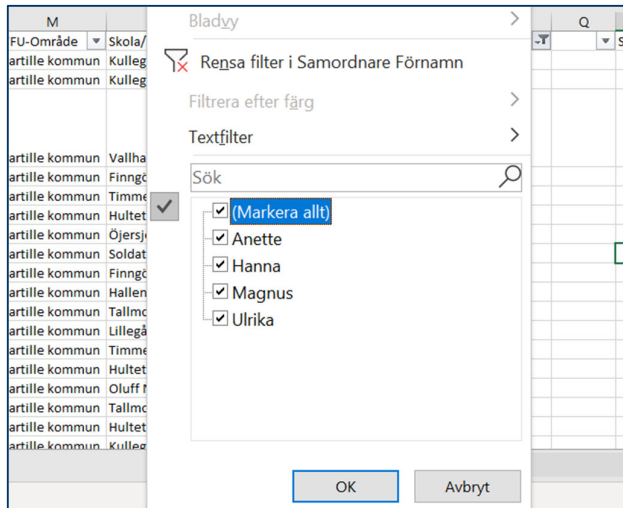 M
Q
FU-Område Skola/
S
artille kommun Kulleg
artille kommun Kulleg
artille kommun Vallha
artille kommun Finngö
artille kommun Timme
artille kommun Hultet
artille kommun Öjersj
artille kommun Soldat
artille kommun Finngö
artille kommun Hallen
artille kommun Tallmo
artille kommun Lillegå
artille kommun Timme
artille kommun Hultet
artille kommun Oluff N
artille kommun Tallmo
artille kommun Hultet
artille kommun Kulleg
Bladvy
Rensa filter i Samordnare Förnamn
Filtrera efter färg
Textfilter
Sök
(Markera allt)
Anette
Hanna
Magnus
Ulrika
OK Avbryt